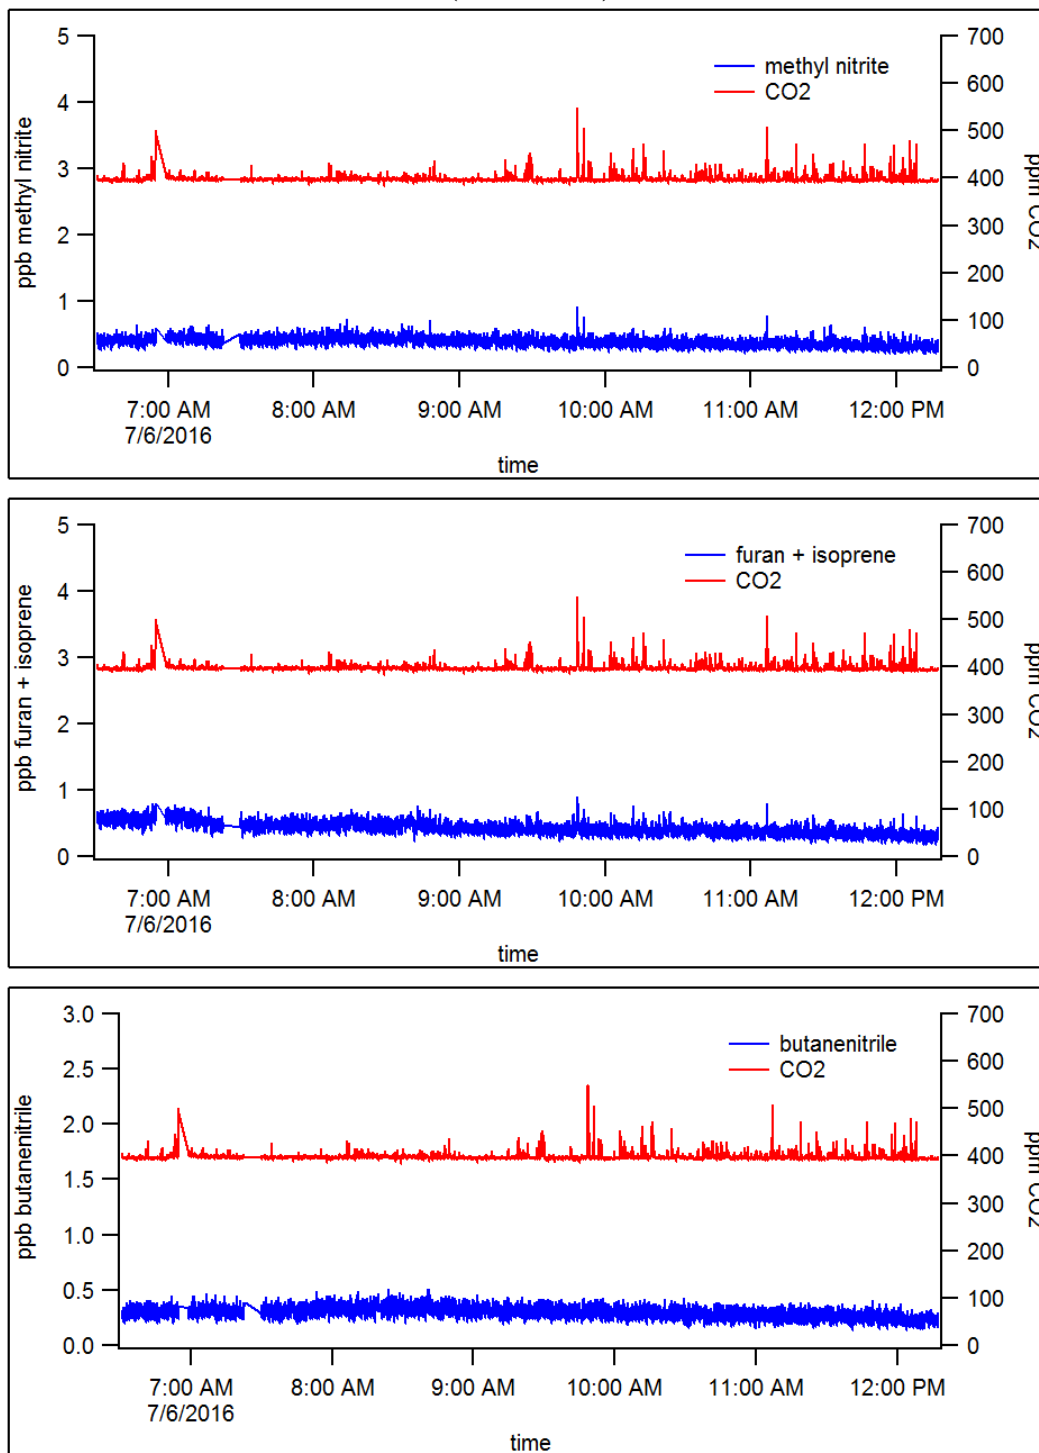 5
4
3
2
1
0
ppb methyl nitrite
methyl nitrite
CO2
700
600
500
400
300
200
100
0
ppm CO2
7:00 AM
7/6/2016
8:00 AM
9:00 AM
10:00 AM
11:00 AM
12:00 PM
time
5
4
3
2
1
0
ppb furan + isoprene
furan + isoprene
CO2
700
600
500
400
300
200
100
0
ppm CO2
7:00 AM
7/6/2016
8:00 AM
9:00 AM
10:00 AM
11:00 AM
12:00 PM
time
3.0
2.5
2.0
1.5
1.0
0.5
0.0
ppb butanenitrile
butanenitrile
CO2
700
600
500
400
300
200
100
0
ppm CO2
7:00 AM
7/6/2016
8:00 AM
9:00 AM
10:00 AM
11:00 AM
12:00 PM
time